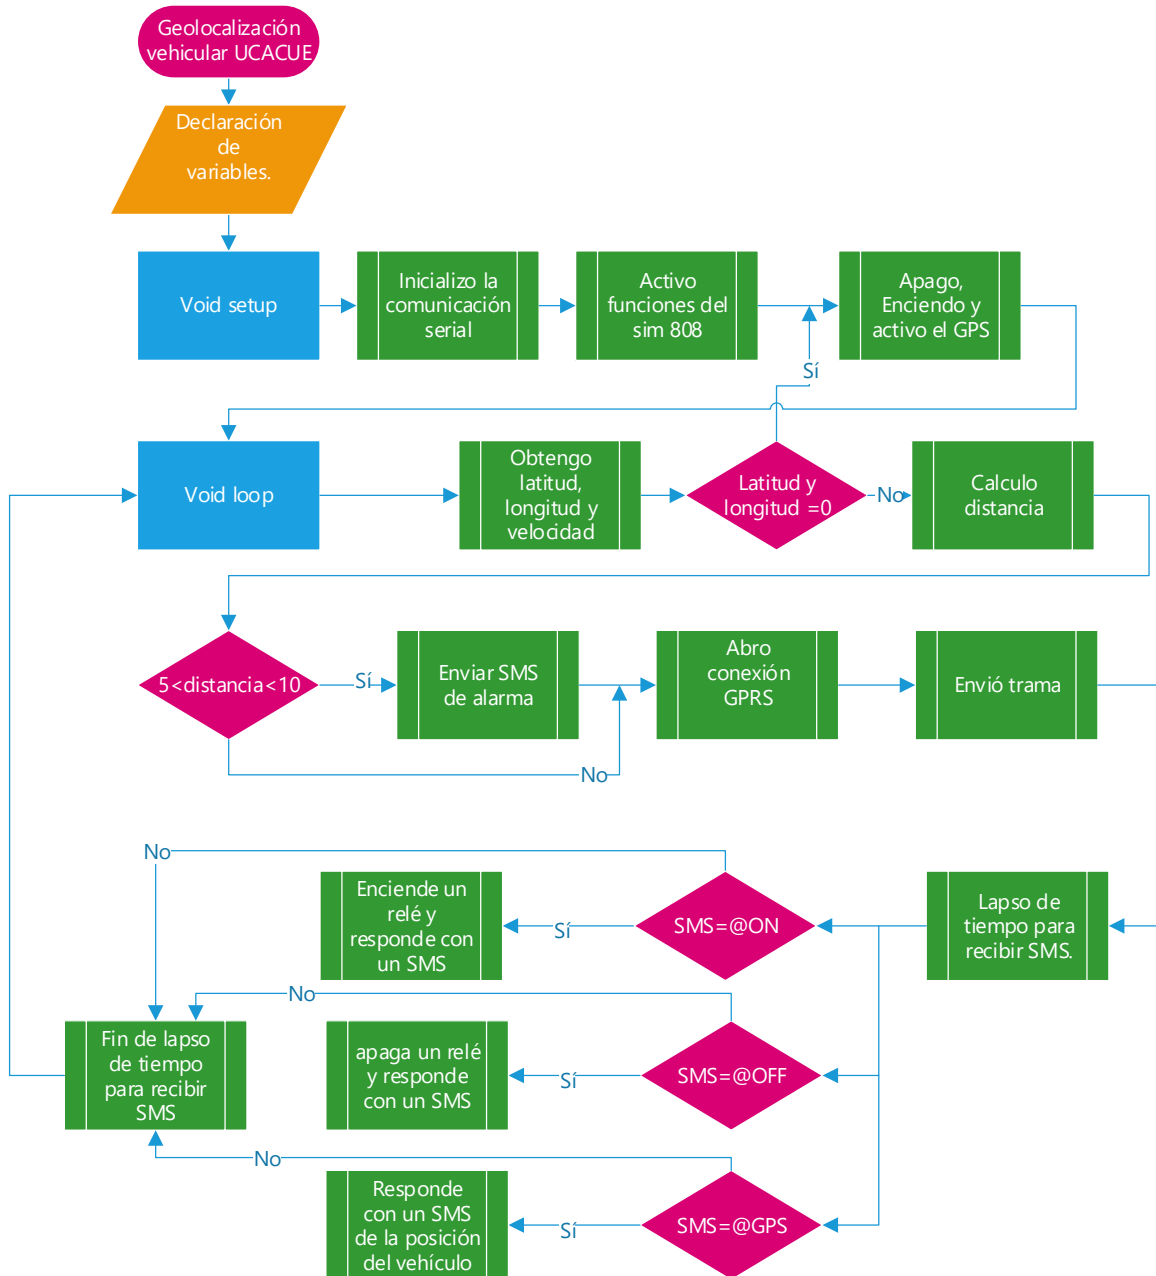 Geolocalización
vehicular UCACUE
Declaración
de
variables.
Void setup
Inicializo la
comunicación
serial
Activo
funciones del
sim 808
Apago,
Enciendo y
activo el GPS
Sí
Void loop
Obtengo
latitud,
longitud y
velocidad
Latitud y
longitud =0
No
Calculo
distancia
5<distancia<10
Sí
Enviar SMS
de alarma
Abro
conexión
GPRS
Envió trama
No
No
Enciende un
relé y
responde con
un SMS
Sí
SMS=@ON
Lapso de
tiempo para
recibir SMS.
No
Fin de lapso
de tiempo
para recibir
SMS
apaga un relé
y responde
con un SMS
Sí
SMS=@OFF
No
Responde
con un SMS
de la posición
del vehículo
Sí
SMS=@GPS